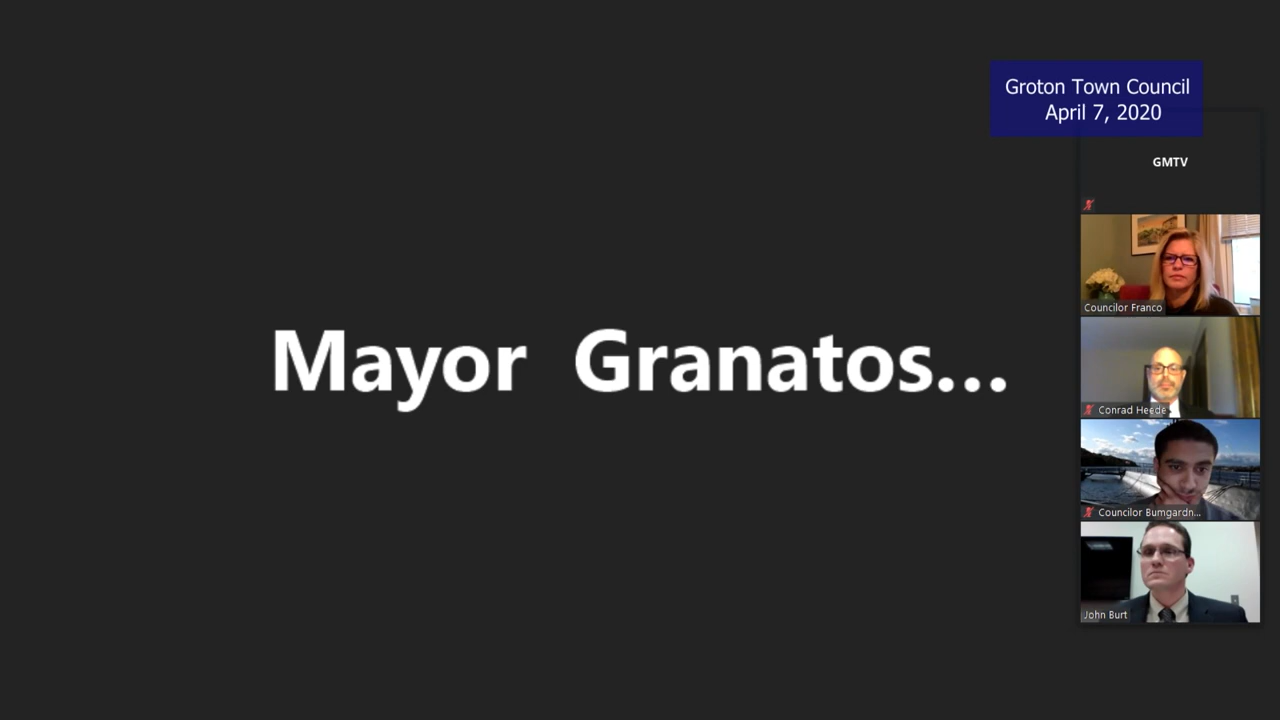 Groton Town Council
April 7, 2020
GMTV
Councilor Franco
Mayor Granatos...
Conrad Heede
Councilor Bumgardn...
John Burt